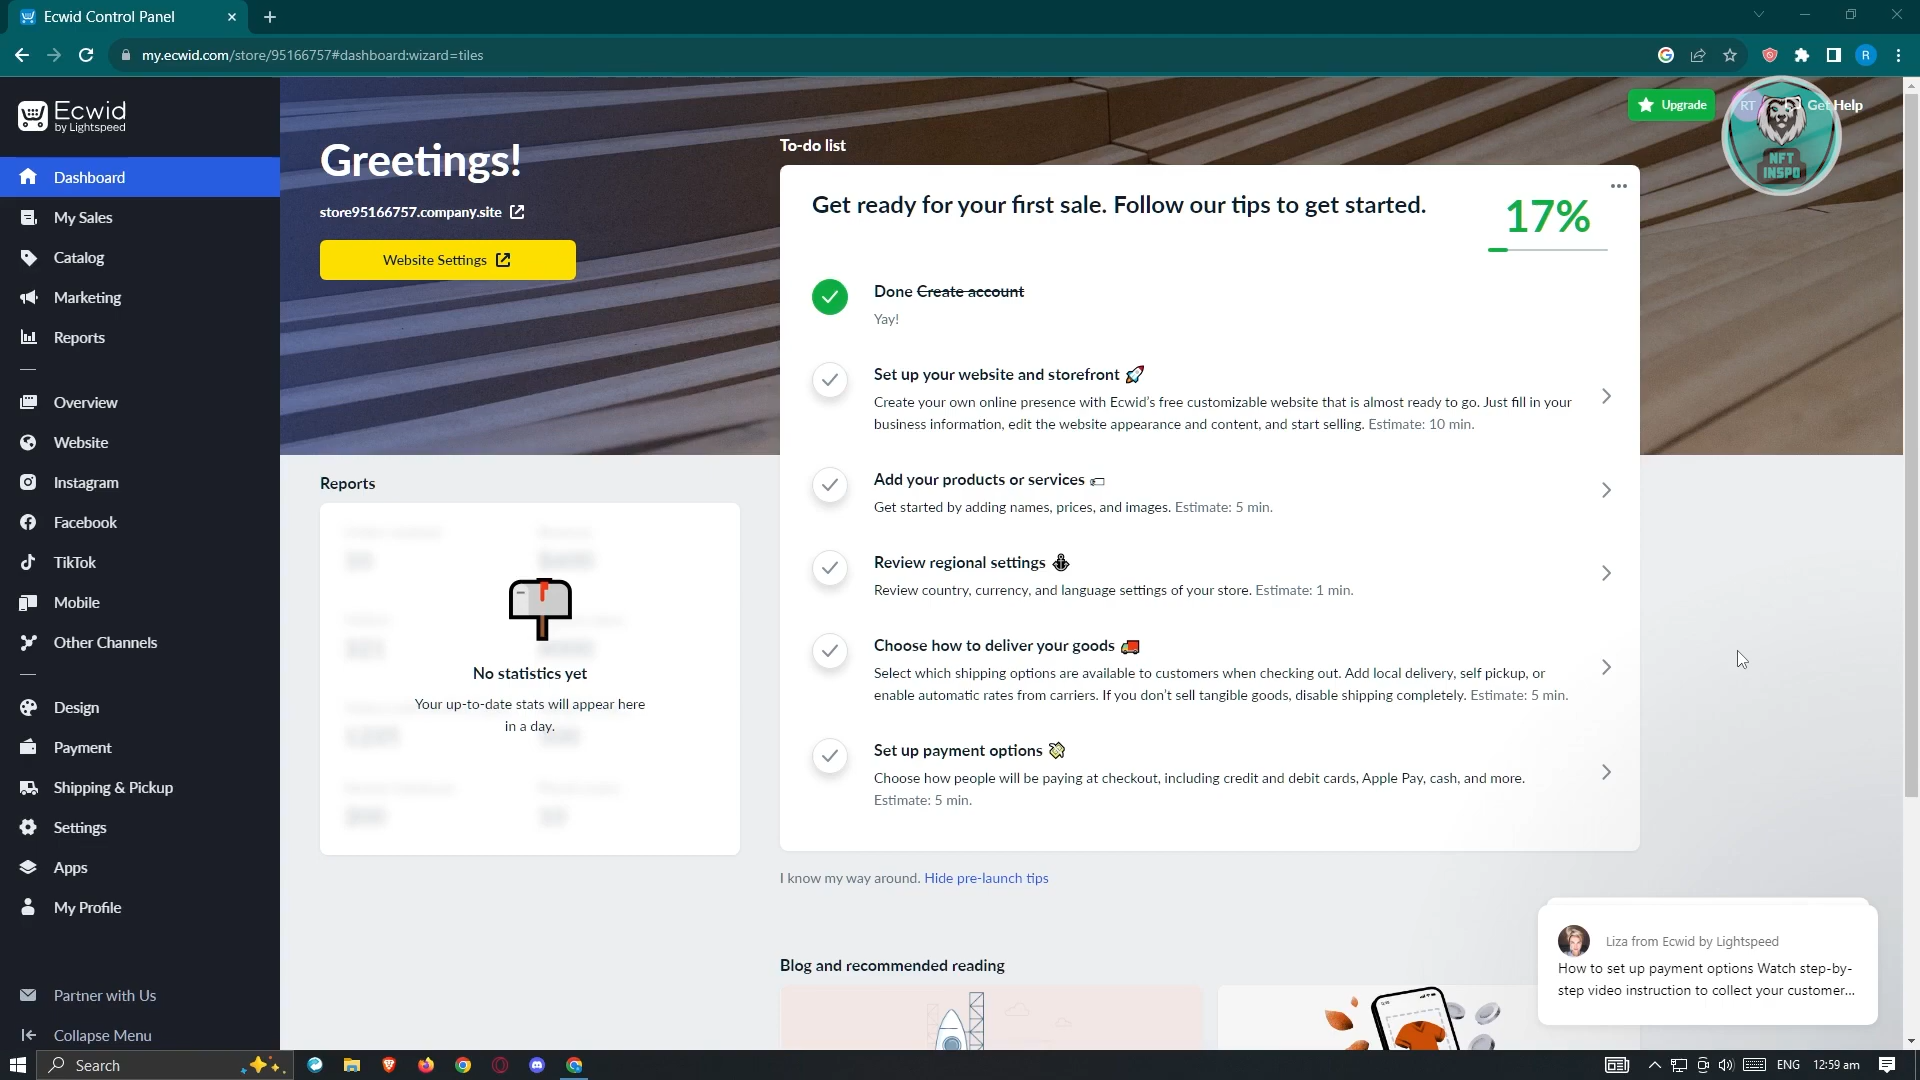 Ecwid Control Panel
my.ecwid.com/store/95166757#dashboard:wizard=tiles
R
Ecwid
by Lightspeed
Dashboard
My Sales
Catalog
Marketing
Reports
Overview
Website
Instagram
Facebook
TikTok
Mobile
Other Channels
Design
Payment
Shipping & Pickup
Settings
Apps
My Profile
Partner with Us
Collapse Menu
Greetings!
store95166757.company.site
Website Settings
Reports
No statistics yet
Your up-to-date stats will appear here
in a day.
Upgrade
RT
Get Help
NFT
INSPO
To-do list
Get ready for your first sale. Follow our tips to get started.
17%
Done Create account
Yay!
Set up your website and storefront
Create your own online presence with Ecwid's free customizable website that is almost ready to go. Just fill in your
business information, edit the website appearance and content, and start selling. Estimate: 10 min.
Add your products or services
Get started by adding names, prices, and images. Estimate: 5 min.
Review regional settings
Review country, currency, and language settings of your store. Estimate: 1 min.
Choose how to deliver your goods
Select which shipping options are available to customers when checking out. Add local delivery, self pickup, or
enable automatic rates from carriers. If you don't sell tangible goods, disable shipping completely. Estimate: 5 min.
Set up payment options
Choose how people will be paying at checkout, including credit and debit cards, Apple Pay, cash, and more.
Estimate: 5 min.
I know my way around. Hide pre-launch tips
Blog and recommended reading
Liza from Ecwid by Lightspeed
How to set up payment options Watch step-by-
step video instruction to collect your customer...
Search
ENG
12:59 am